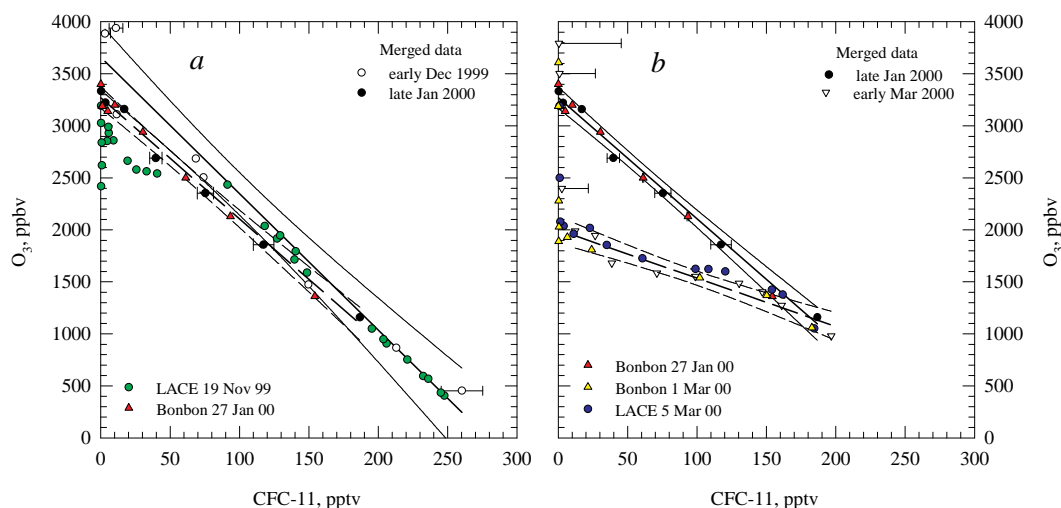 a
Merged data
early Dec 1999
late Jan 2000
4000
3500
3000
2500
2000
1500
1000
500
0
O3, ppbv
LACE 19 Nov 99
Bonbon 27 Jan 00
0 50 100 150 200 250 300
CFC-11, pptv
b
Merged data
late Jan 2000
early Mar 2000
4000
3500
3000
2500
2000
1500
1000
500
0
O3, ppbv
Bonbon 27 Jan 00
Bonbon 1 Mar 00
LACE 5 Mar 00
0 50 100 150 200 250 300
CFC-11, pptv